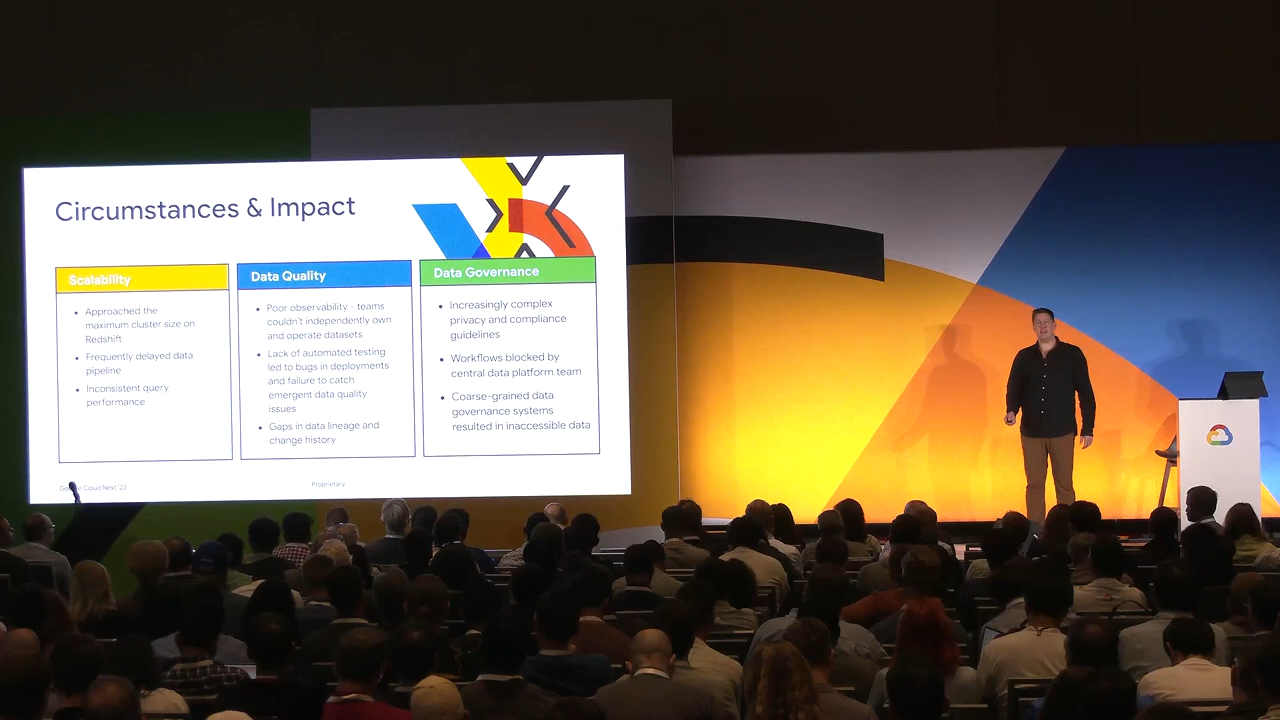 Circumstances & Impact
Scalability
Approached the
maximum cluster size on
Redshift
Frequently delayed data
pipeline
Inconsistent query
performance
Data Quality
Poor observability - teams
couldn't independently own
and operate datasets
Lack of automated testing
led to bugs in deployments
and failure to catch
emergent data quality
issues
Gaps in data lineage and
change history
Data Governance
Increasingly complex
privacy and compliance
guidelines
Workflows blocked by
central data platform team
Coarse-grained data
governance systems
resulted in inaccessible data
Google Cloud Next '23
Proprietary